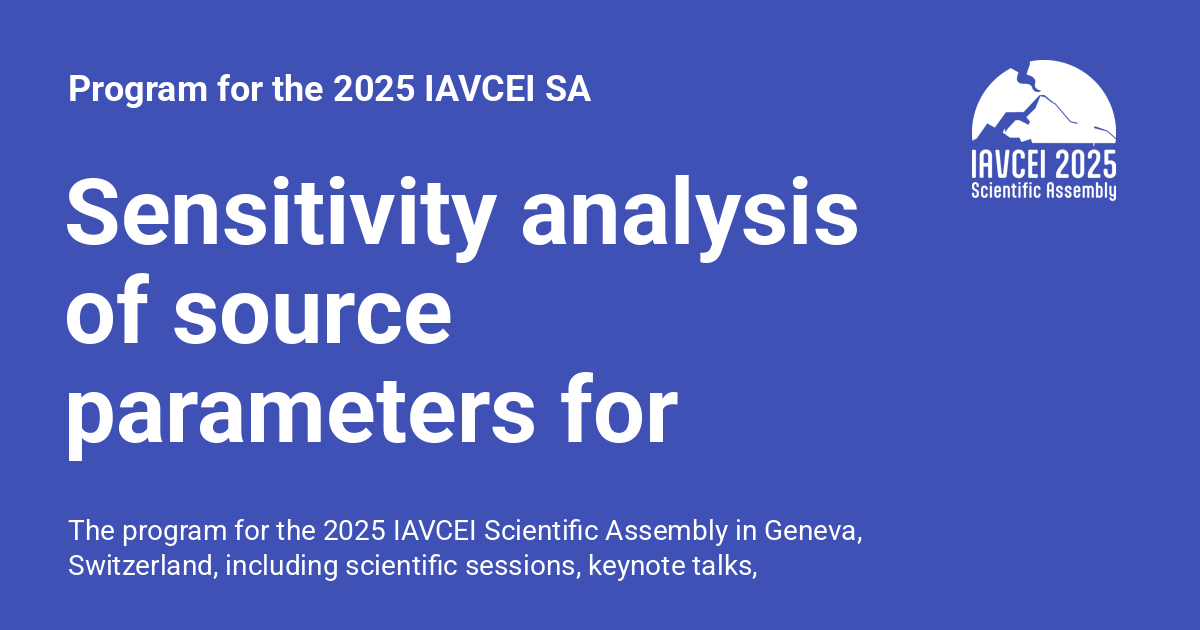 Program for the 2025 IAVCEI SA
IAVCEI 2025
Scientific Assembly
Sensitivity analysis
of source
parameters for
The program for the 2025 IAVCEI Scientific Assembly in Geneva,
Switzerland, including scientific sessions, keynote talks,